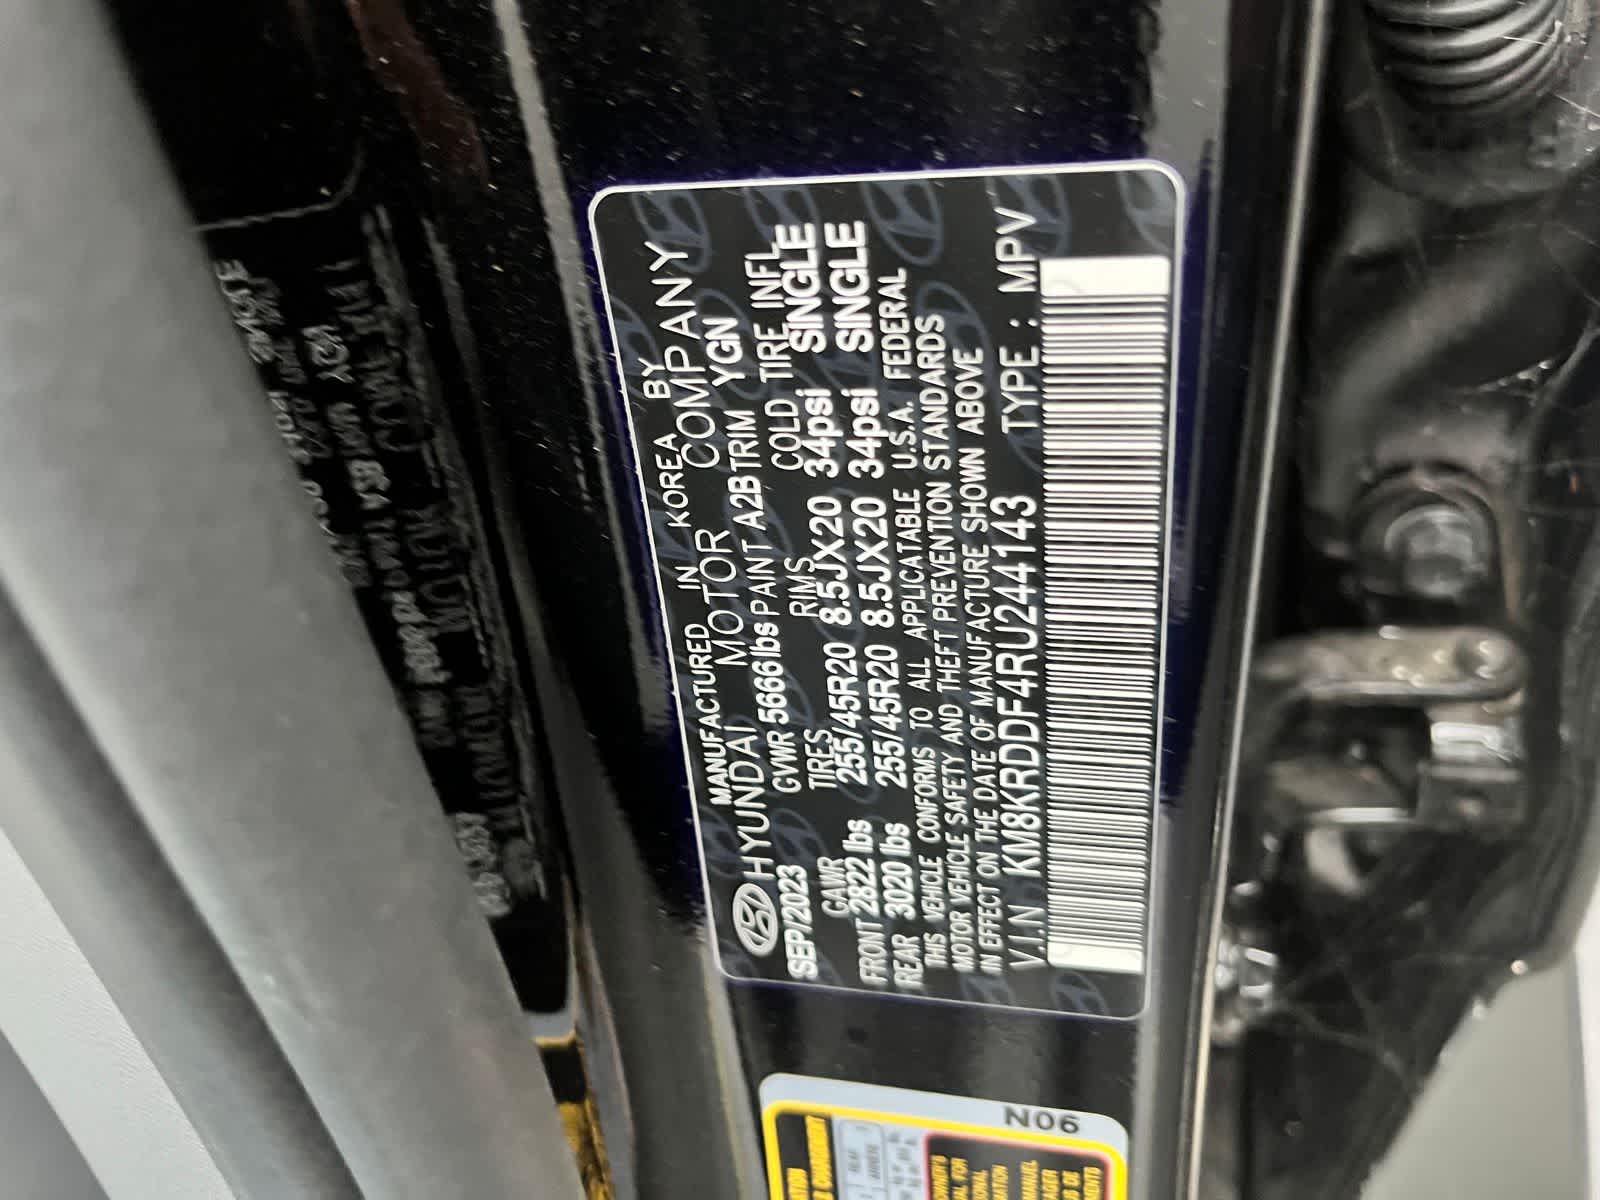 MANUFACTURED IN KOREA BY
HYUNDAI MOTOR COMPANY
SEP/2023 GVWR 5666 lbs PAINT A2B TRIM YGN
GAWR TIRES RIMS COLD TIRE INFL
FRONT 2822 lbs 255/45R20 8.5JX20 34psi SINGLE
REAR 3020 lbs 255/45R20 8.5JX20 34psi SINGLE
THIS VEHICLE CONFORMS TO ALL APPLICATABLE U.S.A. FEDERAL
MOTOR VEHICLE SAFETY AND THEFT PREVENTION STANDARDS
IN EFFECT ON THE DATE OF MANUFACTURE SHOWN ABOVE
V.I.N KM8KRDDF4RU244143 TYPE : MPV
N06